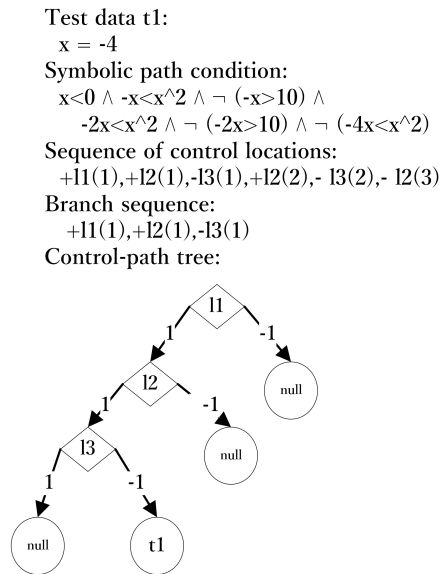 Test data t1:
x = -4
Symbolic path condition:
x<0 ∧ -x<x^2 ∧ ¬ (-x>10) ∧
-2x<x^2 ∧ ¬ (-2x>10) ∧ ¬ (-4x<x^2)
Sequence of control locations:
+l1(1),+l2(1),-l3(1),+l2(2),- l3(2),- l2(3)
Branch sequence:
+l1(1),+l2(1),-l3(1)
Control-path tree:
l1
1 -1
l2 null
1 -1
l3 null
1 -1
null t1